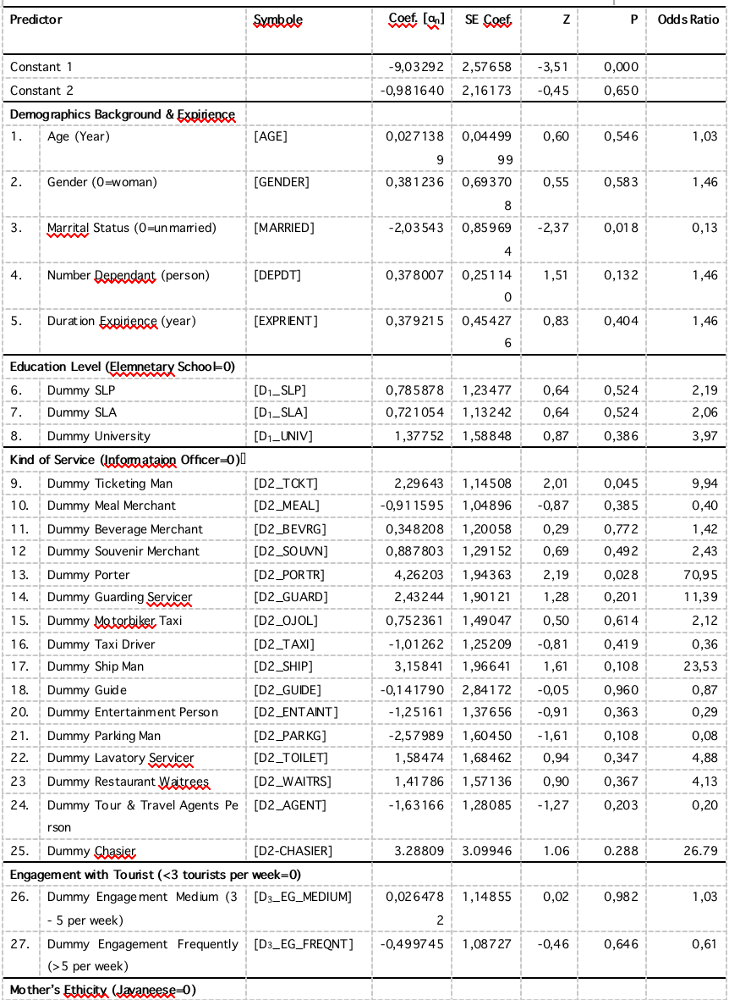 Predictor Symbole Coef. [αn] SE Coef. Z P Odds Ratio
Constant 1 -9,03292 2,57658 -3,51 0,000
Constant 2 -0,981640 2,16173 -0,45 0,650
Demographics Background & Expirience
1. Age (Year) [AGE] 0,027138 0,04499 0,60 0,546 1,03
9 99
2. Gender (0=woman) [GENDER] 0,381236 0,69370 0,55 0,583 1,46
8
3. Marrital Status (0=unmarried) [MARRIED] -2,03543 0,85969 -2,37 0,018 0,13
4
4. Number Dependant (person) [DEPDT] 0,378007 0,25114 1,51 0,132 1,46
0
5. Duration Expirience (year) [EXPRIENT] 0,379215 0,45427 0,83 0,404 1,46
6
Education Level (Elemnetary School=0)
6. Dummy SLP [D1_SLP] 0,785878 1,23477 0,64 0,524 2,19
7. Dummy SLA [D1_SLA] 0,721054 1,13242 0,64 0,524 2,06
8. Dummy University [D1_UNIV] 1,37752 1,58848 0,87 0,386 3,97
Kind of Service (Informataion Officer=0)
9. Dummy Ticketing Man [D2_TCKT] 2,29643 1,14508 2,01 0,045 9,94
10. Dummy Meal Merchant [D2_MEAL] -0,911595 1,04896 -0,87 0,385 0,40
11. Dummy Beverage Merchant [D2_BEVRG] 0,348208 1,20058 0,29 0,772 1,42
12 Dummy Souvenir Merchant [D2_SOUVN] 0,887803 1,29152 0,69 0,492 2,43
13. Dummy Porter [D2_PORTR] 4,26203 1,94363 2,19 0,028 70,95
14. Dummy Guarding Servicer [D2_GUARD] 2,43244 1,90121 1,28 0,201 11,39
15. Dummy Motorbiker Taxi [D2_OJOL] 0,752361 1,49047 0,50 0,614 2,12
16. Dummy Taxi Driver [D2_TAXI] -1,01262 1,25209 -0,81 0,419 0,36
17. Dummy Ship Man [D2_SHIP] 3,15841 1,96641 1,61 0,108 23,53
18. Dummy Guide [D2_GUIDE] -0,141790 2,84172 -0,05 0,960 0,87
20. Dummy Entertainment Person [D2_ENTAINT] -1,25161 1,37656 -0,91 0,363 0,29
21. Dummy Parking Man [D2_PARKG] -2,57989 1,60450 -1,61 0,108 0,08
22. Dummy Lavatory Servicer [D2_TOILET] 1,58474 1,68462 0,94 0,347 4,88
23 Dummy Restaurant Waitrees [D2_WAITRS] 1,41786 1,57136 0,90 0,367 4,13
24. Dummy Tour & Travel Agents Pe [D2_AGENT] -1,63166 1,28085 -1,27 0,203 0,20
rson
25. Dummy Chasier [D2-CHASIER] 3.28809 3.09946 1.06 0.288 26.79
Engagement with Tourist (<3 tourists per week=0)
26. Dummy Engagement Medium (3 [D3_EG_MEDIUM] 0,026478 1,14855 0,02 0,982 1,03
- 5 per week) 2
27. Dummy Engagement Frequently [D3_EG_FREQNT] -0,499745 1,08727 -0,46 0,646 0,61
(>5 per week)
Mother's Ethicity (Javaneese=0)